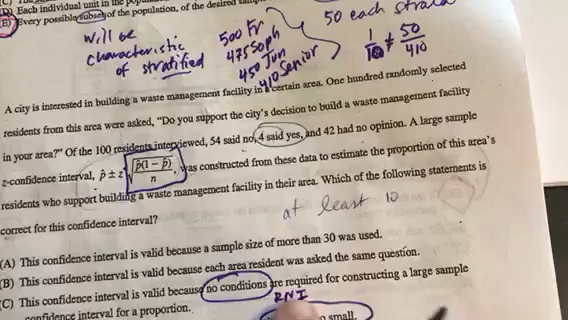 (D) Each individual unit in the
(E) Every possible subset of the population, of the desired
will be
characteristic
of stratified
500 Fr
475 Soph
450 Jun
410 Senior
50 each strata
1/10 ≠ 50/410
A city is interested in building a waste management facility in a certain area. One hundred randomly selected
residents from this area were asked, "Do you support the city's decision to build a waste management facility
in your area?" Of the 100 residents interviewed, 54 said no, 4 said yes, and 42 had no opinion. A large sample
z-confidence interval, p̂ ± z √(p̂(1 − p̂)/n), was constructed from these data to estimate the proportion of this area's
residents who support building a waste management facility in their area. Which of the following statements is
correct for this confidence interval?
at least 10
(A) This confidence interval is valid because a sample size of more than 30 was used.
(B) This confidence interval is valid because each area resident was asked the same question.
(C) This confidence interval is valid because no conditions are required for constructing a large sample
RNI
confidence interval for a proportion.
small.